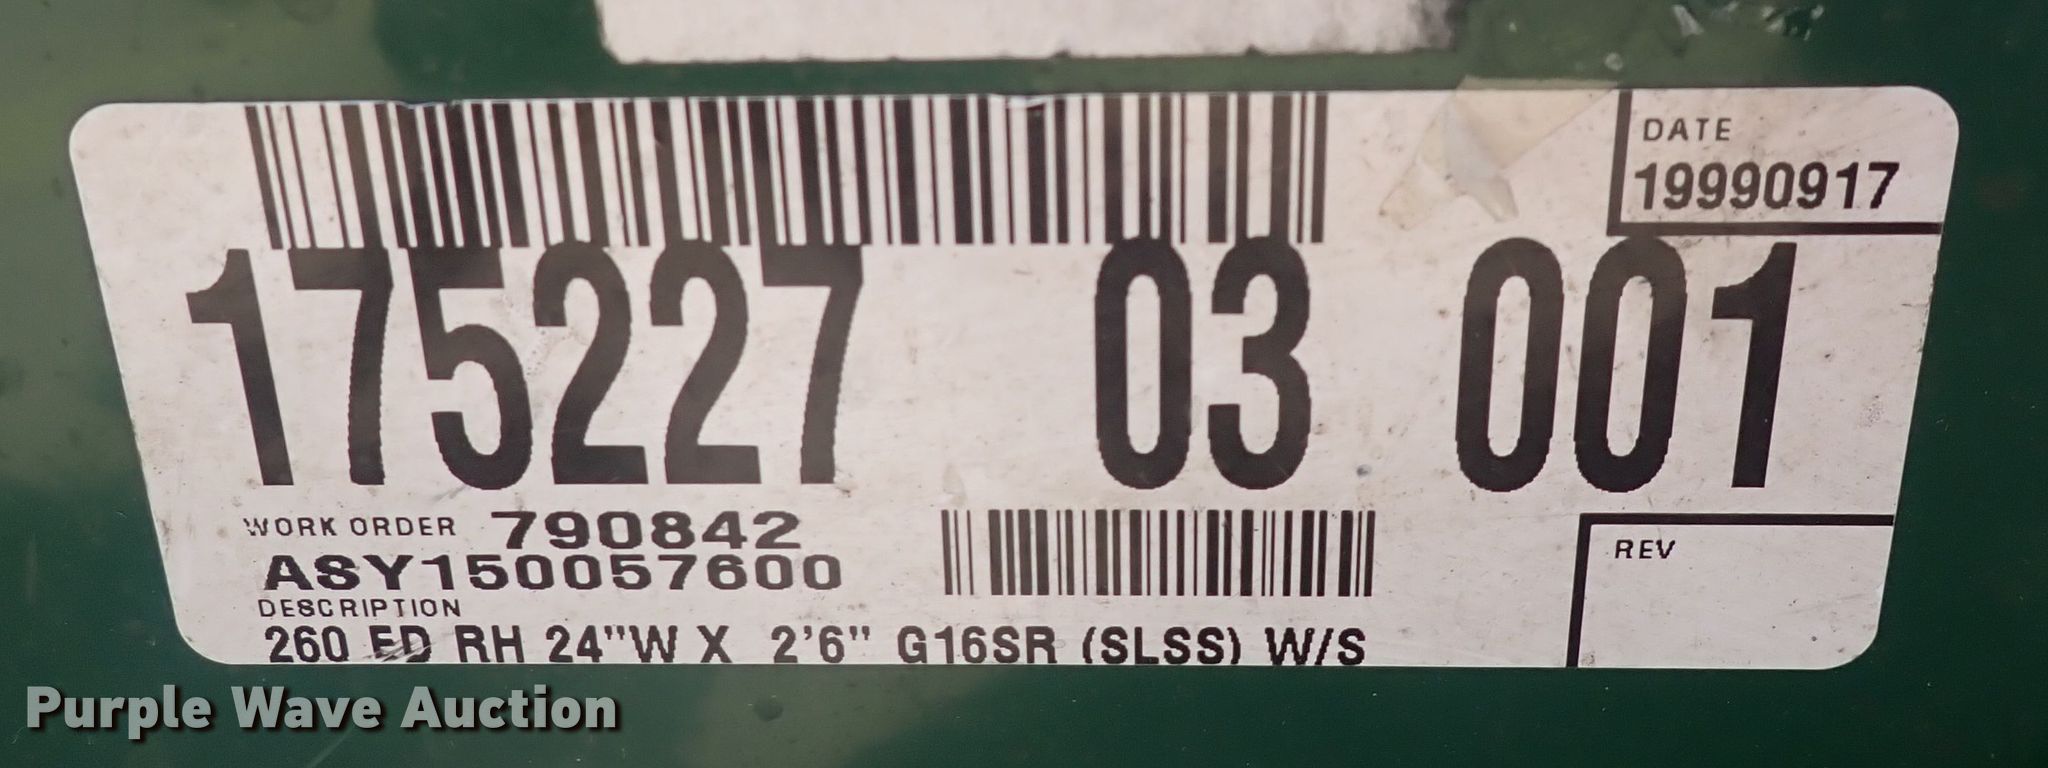 DATE
19990917
175227 03 001
WORK ORDER 790842
ASY150057600
DESCRIPTION
260 ED RH 24"W X 2'6" G16SR (SLSS) W/S
REV
Purple Wave Auction